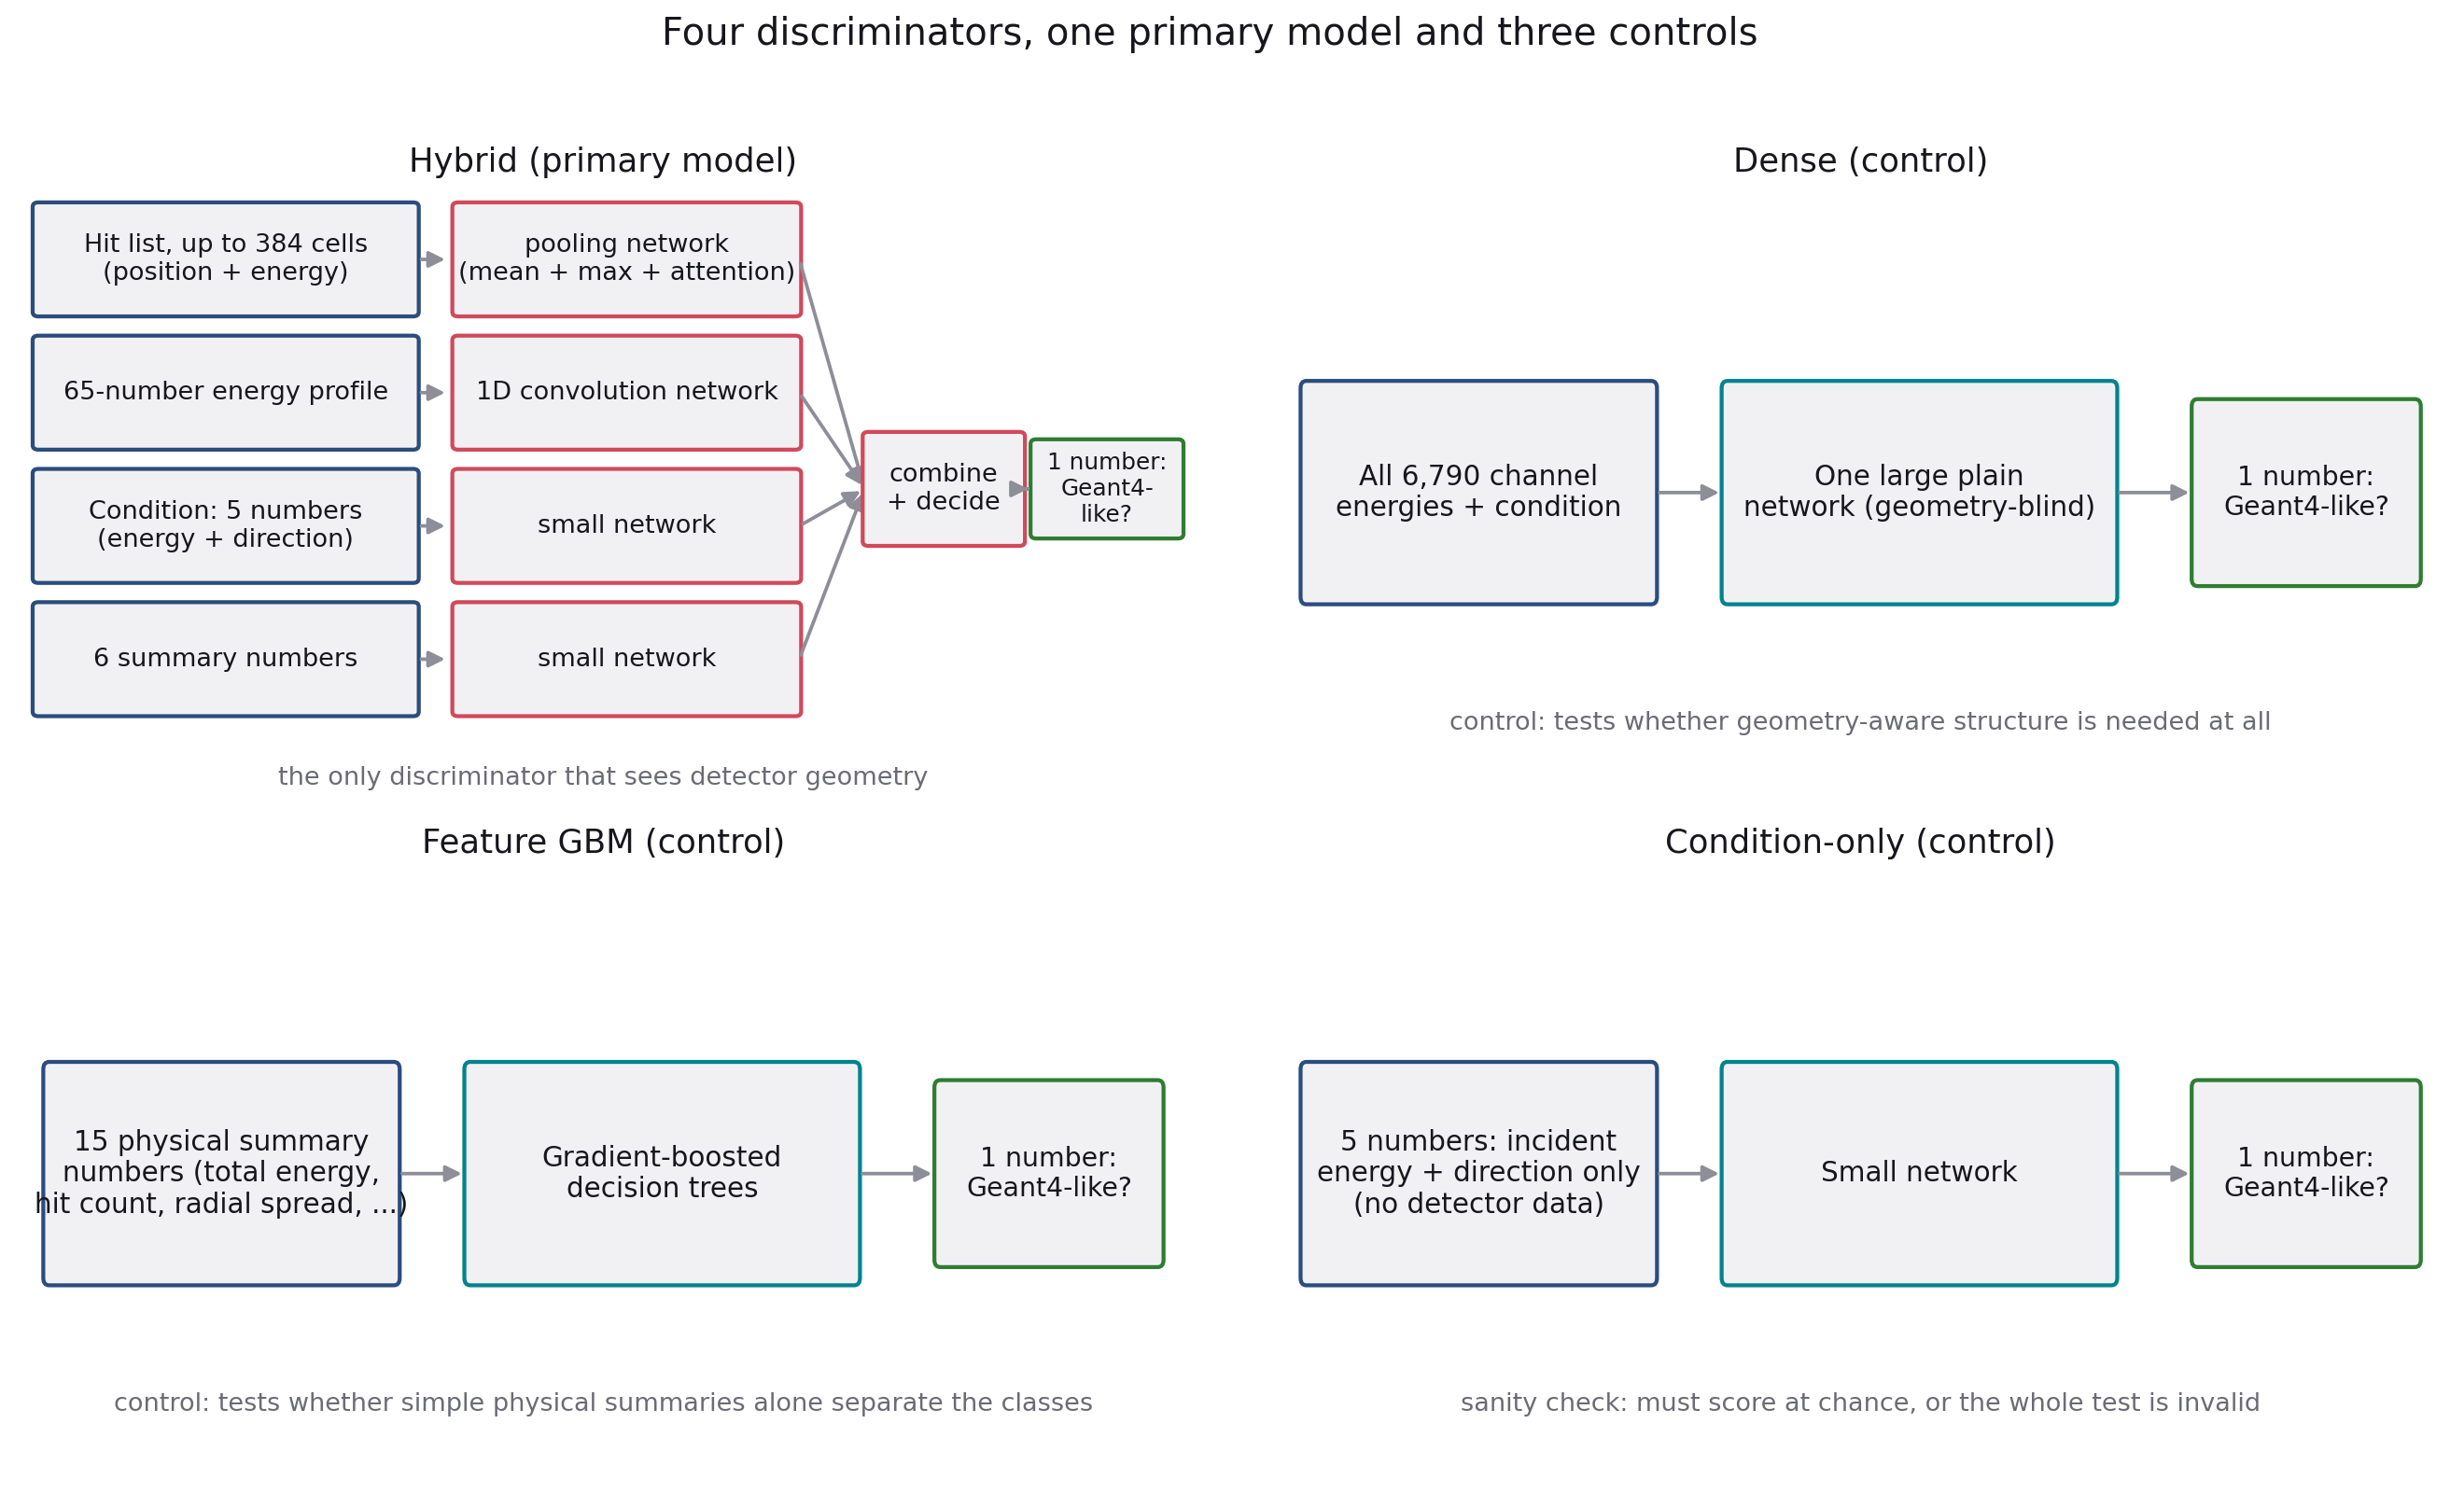 Four discriminators, one primary model and three controls
Hybrid (primary model)
Hit list, up to 384 cells
(position + energy)
pooling network
(mean + max + attention)
65-number energy profile
1D convolution network
Condition: 5 numbers
(energy + direction)
small network
6 summary numbers
small network
combine
+ decide
1 number:
Geant4-
like?
the only discriminator that sees detector geometry
Dense (control)
All 6,790 channel
energies + condition
One large plain
network (geometry-blind)
1 number:
Geant4-like?
control: tests whether geometry-aware structure is needed at all
Feature GBM (control)
15 physical summary
numbers (total energy,
hit count, radial spread, ...)
Gradient-boosted
decision trees
1 number:
Geant4-like?
control: tests whether simple physical summaries alone separate the classes
Condition-only (control)
5 numbers: incident
energy + direction only
(no detector data)
Small network
1 number:
Geant4-like?
sanity check: must score at chance, or the whole test is invalid